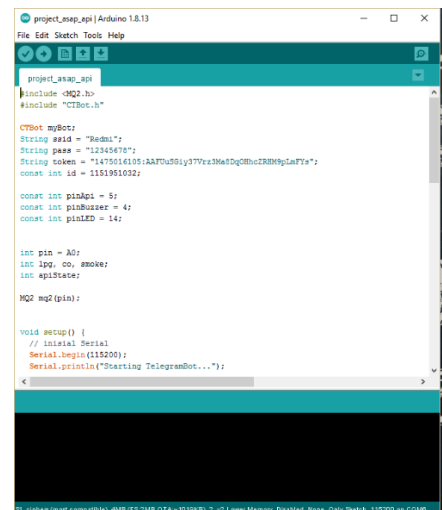 project_asap_api | Arduino 1.8.13
File Edit Sketch Tools Help
project_asap_api
#include <MQ2.h>
#include "CTBot.h"
CTBot myBot;
String ssid = "Redmi";
String pass = "12345678";
String token = "1475016105:AAFUuSGiy37Vrz3Ma8DqOHhcZRHM9pLmFYs";
const int id = 1151951032;
const int pinApi = 5;
const int pinBuzzer = 4;
const int pinLED = 14;
int pin = A0;
int lpg, co, smoke;
int apiState;
MQ2 mq2(pin);
void setup() {
// inisial Serial
Serial.begin(115200);
Serial.println("Starting TelegramBot...");